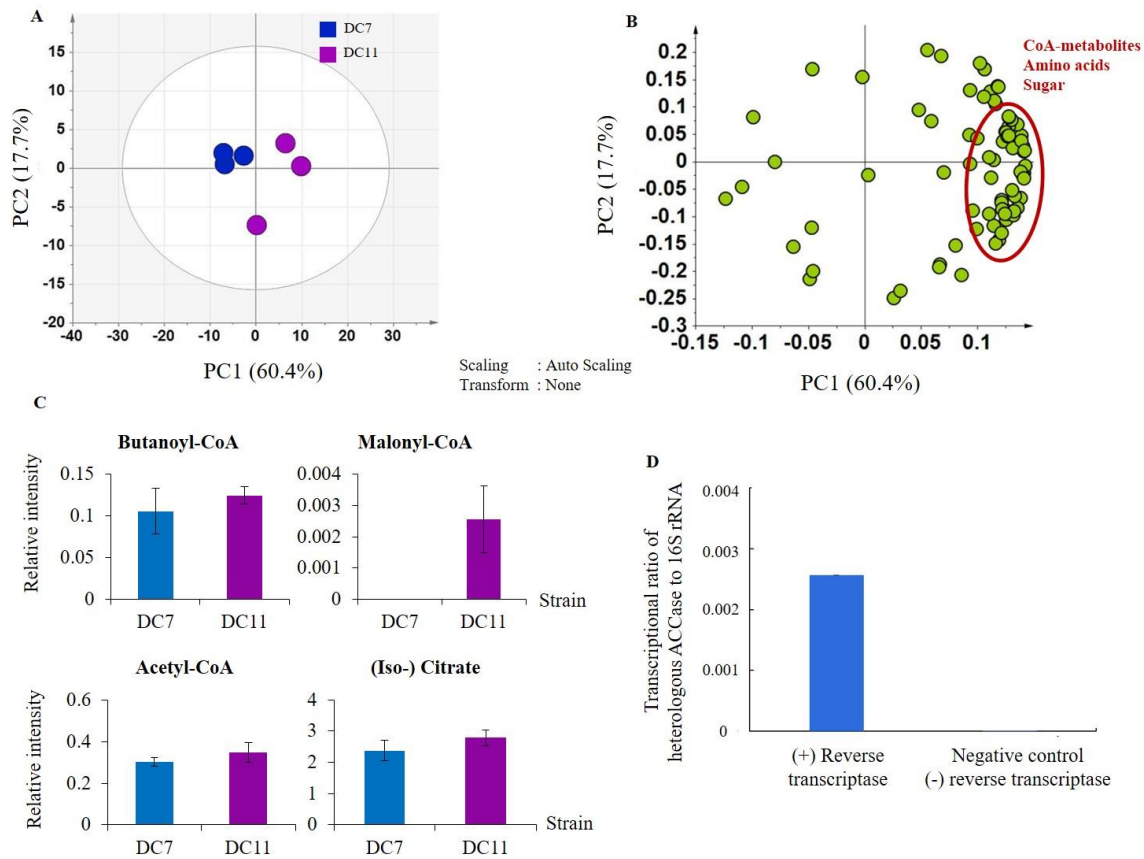 A
DC7
DC11
PC2 (17.7%)
15
10
5
0
-5
-10
-15
-20
-40
-30
-20
-10
0
10
20
30
PC1 (60.4%)
Scaling : Auto Scaling
Transform : None
B
CoA-metabolites
Amino acids
Sugar
PC2 (17.7%)
0.2
0.15
0.1
0.05
0
-0.05
-0.1
-0.15
-0.2
-0.25
-0.3
-0.15
-0.1
-0.05
0
0.05
0.1
PC1 (60.4%)
C
Butanoyl-CoA
Relative intensity
0.15
0.1
0.05
0
DC7
DC11
Malonyl-CoA
0.004
0.003
0.002
0.001
0
DC7
DC11
Strain
Acetyl-CoA
Relative intensity
0.6
0.4
0.2
0
DC7
DC11
(Iso-) Citrate
4
3
2
1
0
DC7
DC11
Strain
D
Transcriptional ratio of
heterologous ACCase to 16S rRNA
0.004
0.003
0.002
0.001
0
(+) Reverse
transcriptase
Negative control
(-) reverse transcriptase